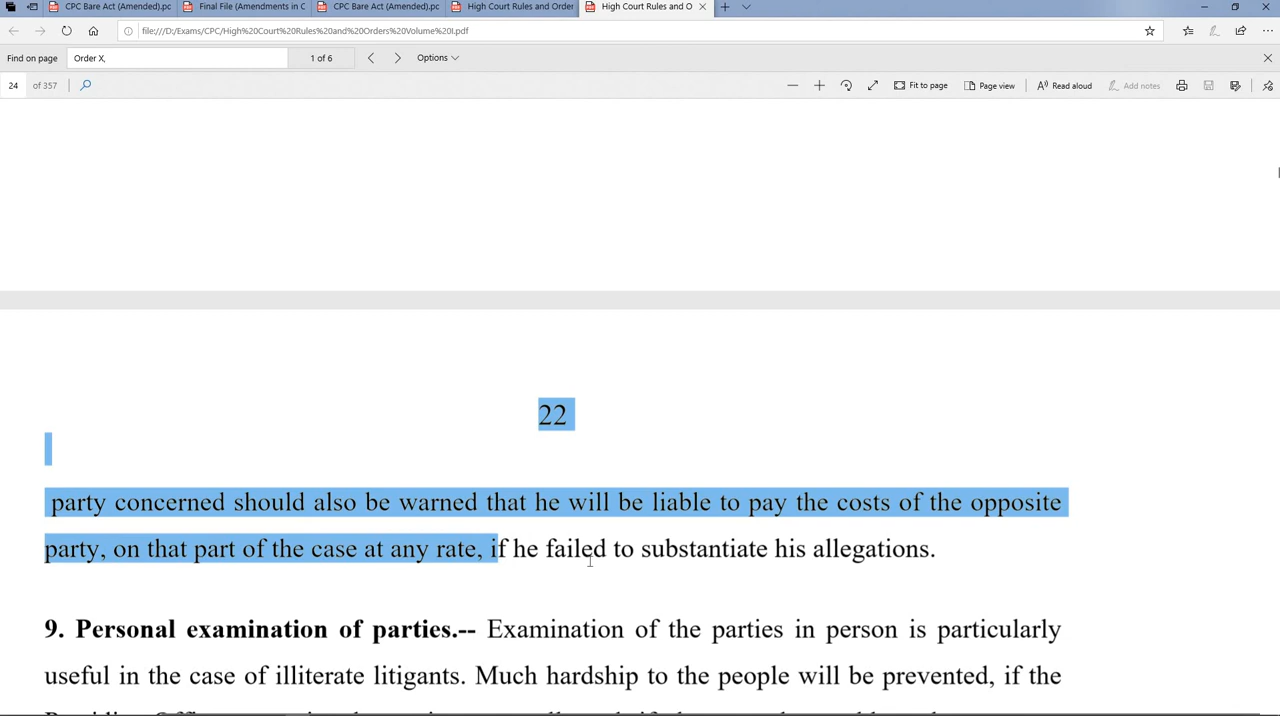 CPC Bare Act (Amended).pc
Final File (Amendments in C
CPC Bare Act (Amended).pc
High Court Rules and Order
High Court Rules and O
file:///D:/Exams/CPC/High%20Court%20Rules%20and%20Orders%20Volume%20I.pdf
Find on page
Order X,
1 of 6
Options
24 of 357
Fit to page
Page view
Read aloud
Add notes
22
party concerned should also be warned that he will be liable to pay the costs of the opposite
party, on that part of the case at any rate, if he failed to substantiate his allegations.
9. Personal examination of parties.-- Examination of the parties in person is particularly
useful in the case of illiterate litigants. Much hardship to the people will be prevented, if the